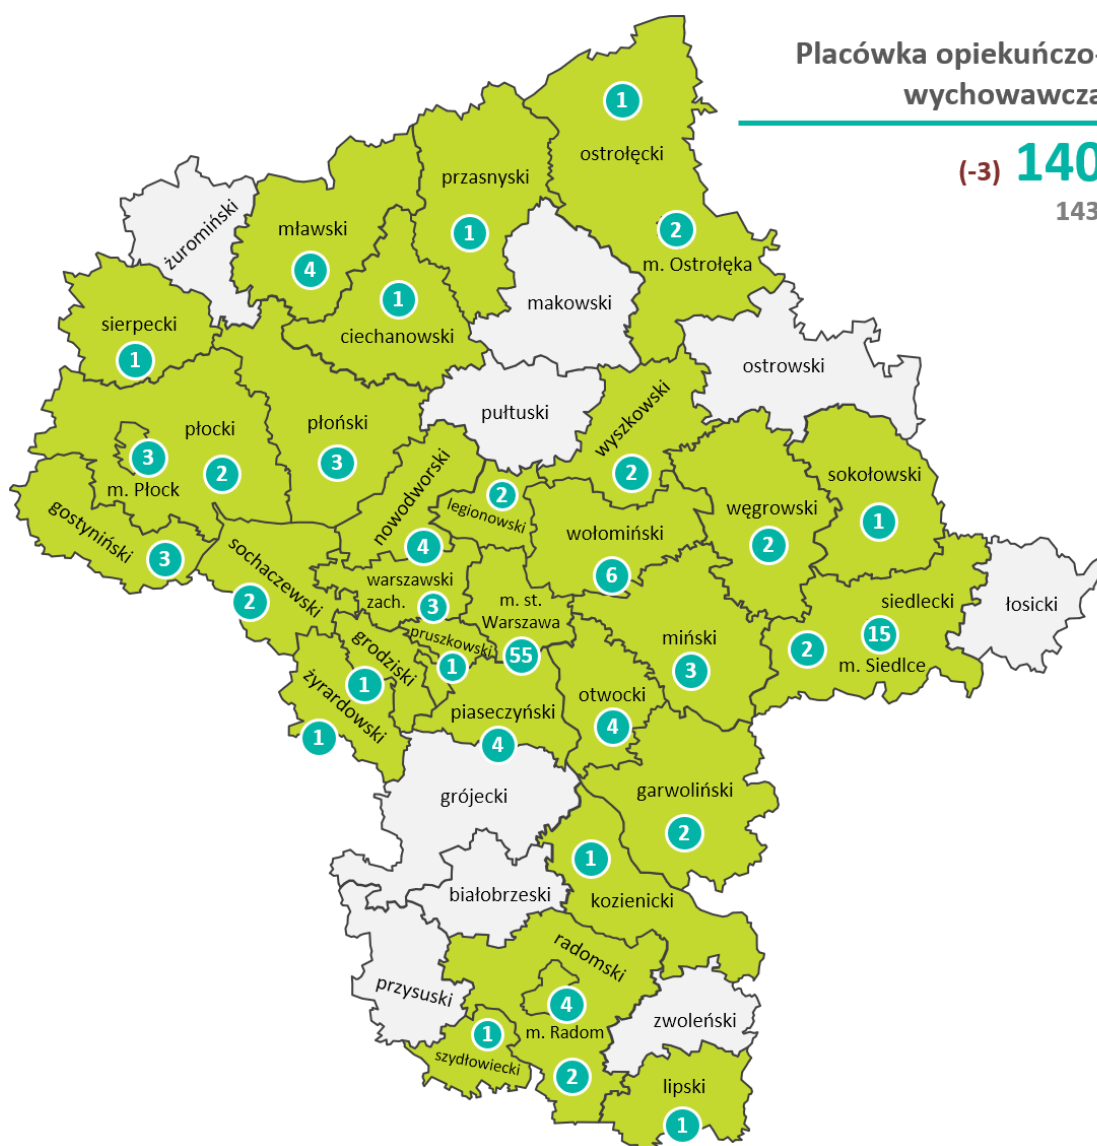 Placówka opiekuńczo-
wychowawcza
(-3) 140
143
1
ostrołęcki
przasnyski
1
2
m. Ostrołęka
żuromiński
mławski
4
1
ciechanowski
makowski
sierpecki
1
ostrowski
pułtuski
wyszkowski
2
płocki
3
2
m. Płock
płoński
3
nowodworski
4
2
legionowski
sokołowski
1
węgrowski
2
wołomiński
6
gostyniński
3
sochaczewski
2
warszawski
zach.
3
m. st.
Warszawa
55
pruszkowski
1
grodziski
1
żyrardowski
1
piaseczyński
4
otwocki
4
miński
3
siedlecki
2
15
m. Siedlce
łosicki
grójecki
garwoliński
2
1
kozienicki
białobrzeski
przysuski
radomski
4
m. Radom
2
1
szydłowiecki
zwoleński
lipski
1